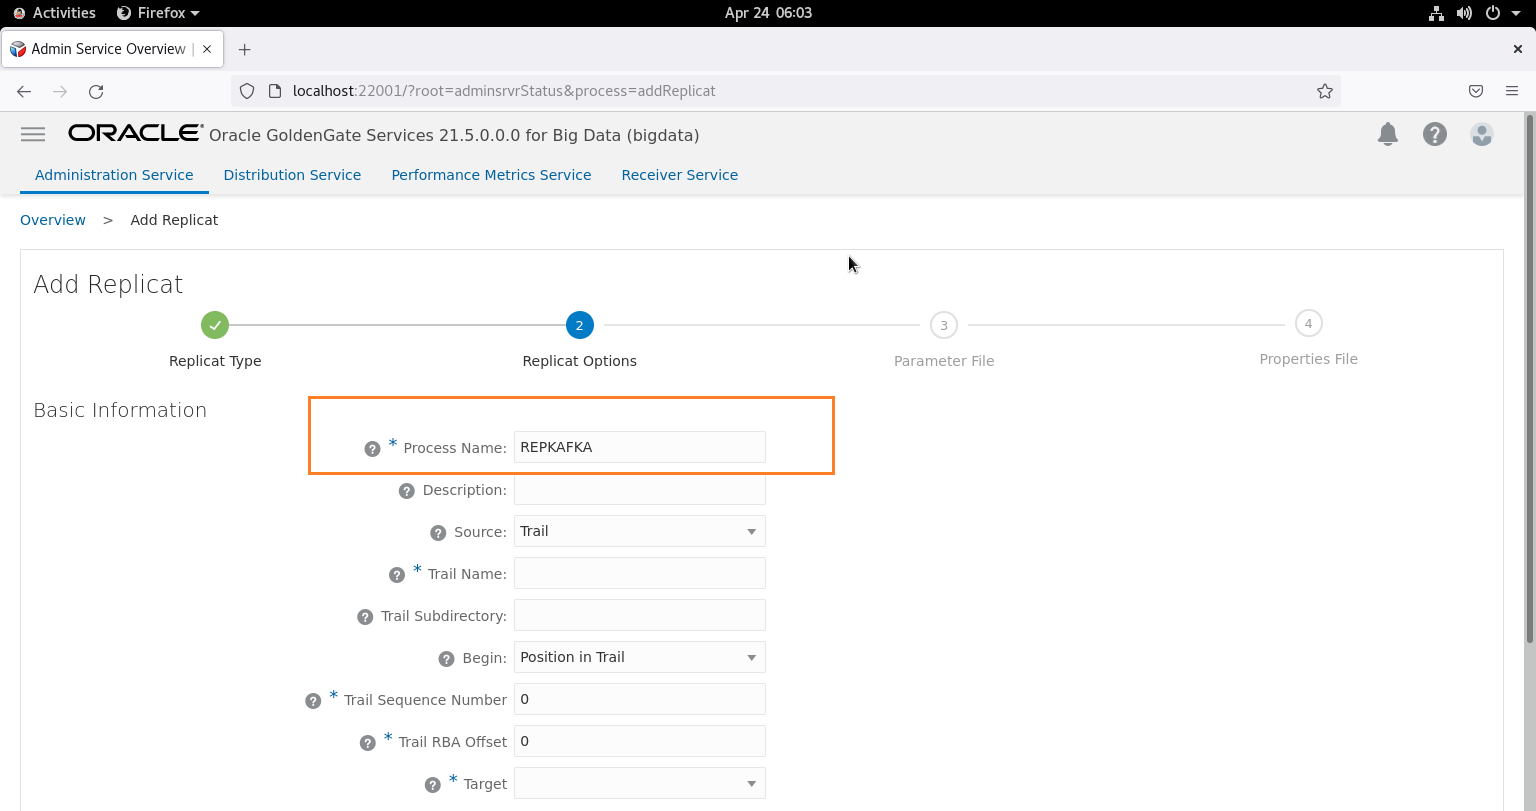 Activities Firefox Apr 24 06:03
Admin Service Overview
localhost:22001/?root=adminsrvrStatus&process=addReplicat
ORACLE Oracle GoldenGate Services 21.5.0.0.0 for Big Data (bigdata)
Administration Service Distribution Service Performance Metrics Service Receiver Service
Overview > Add Replicat
Add Replicat
2 3 4
Replicat Type Replicat Options Parameter File Properties File
Basic Information
* Process Name: REPKAFKA
Description:
Source: Trail
* Trail Name:
Trail Subdirectory:
Begin: Position in Trail
* Trail Sequence Number 0
* Trail RBA Offset 0
* Target